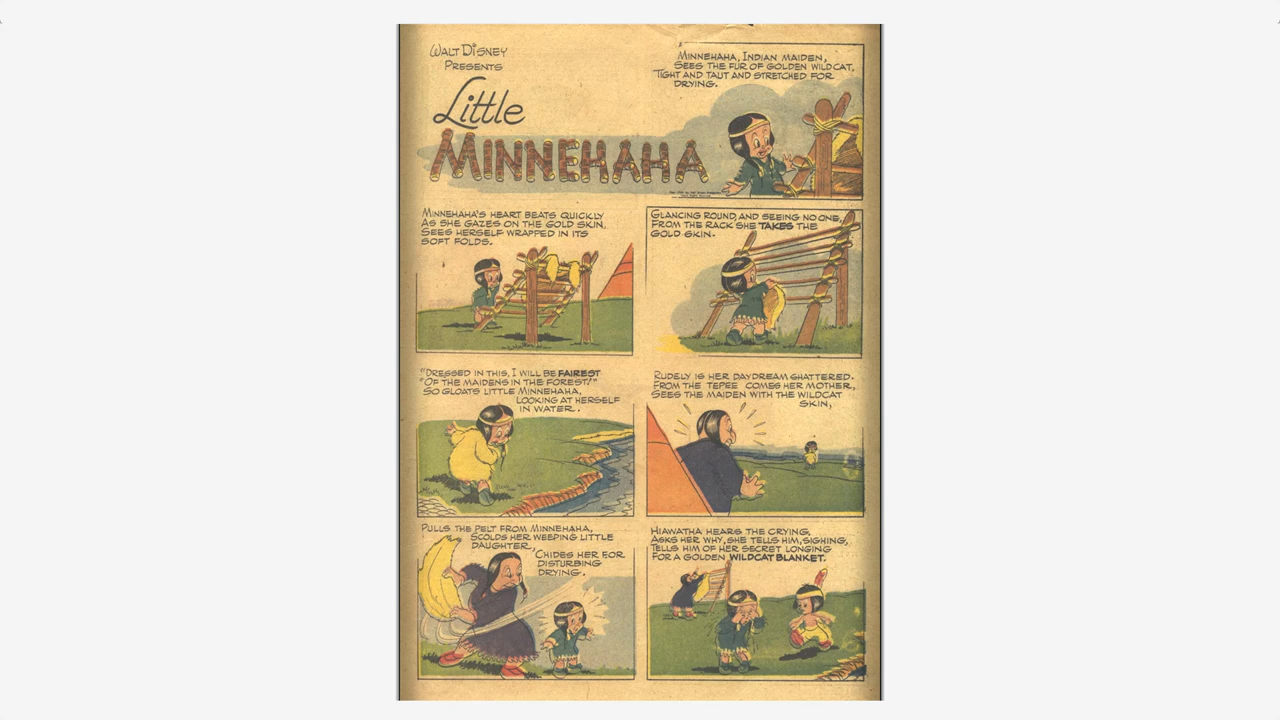 WALT DISNEY
PRESENTS
Little
MINNEHAHA
MINNEHAHA, INDIAN MAIDEN,
SEES THE FUR OF GOLDEN WILDCAT,
TIGHT AND TAUT AND STRETCHED FOR
DRYING.
MINNEHAHA'S HEART BEATS QUICKLY
AS SHE GAZES ON THE GOLD SKIN,
SEES HERSELF WRAPPED IN ITS
SOFT FOLDS.
GLANCING ROUND, AND SEEING NO ONE,
FROM THE RACK SHE TAKES THE
GOLD SKIN.
"DRESSED IN THIS, I WILL BE FAIREST
"OF THE MAIDENS IN THE FOREST!"
SO GLOATS LITTLE MINNEHAHA,
LOOKING AT HERSELF
IN WATER.
RUDELY IS HER DAYDREAM SHATTERED.
FROM THE TEPEE COMES HER MOTHER,
SEES THE MAIDEN WITH THE WILDCAT
SKIN,
PULLS THE PELT FROM MINNEHAHA,
SCOLDS HER WEEPING LITTLE
DAUGHTER,
CHIDES HER FOR
DISTURBING
DRYING.
HIAWATHA HEARS THE CRYING,
ASKS HER WHY, SHE TELLS HIM, SIGHING,
TELLS HIM OF HER SECRET LONGING
FOR A GOLDEN WILDCAT BLANKET.